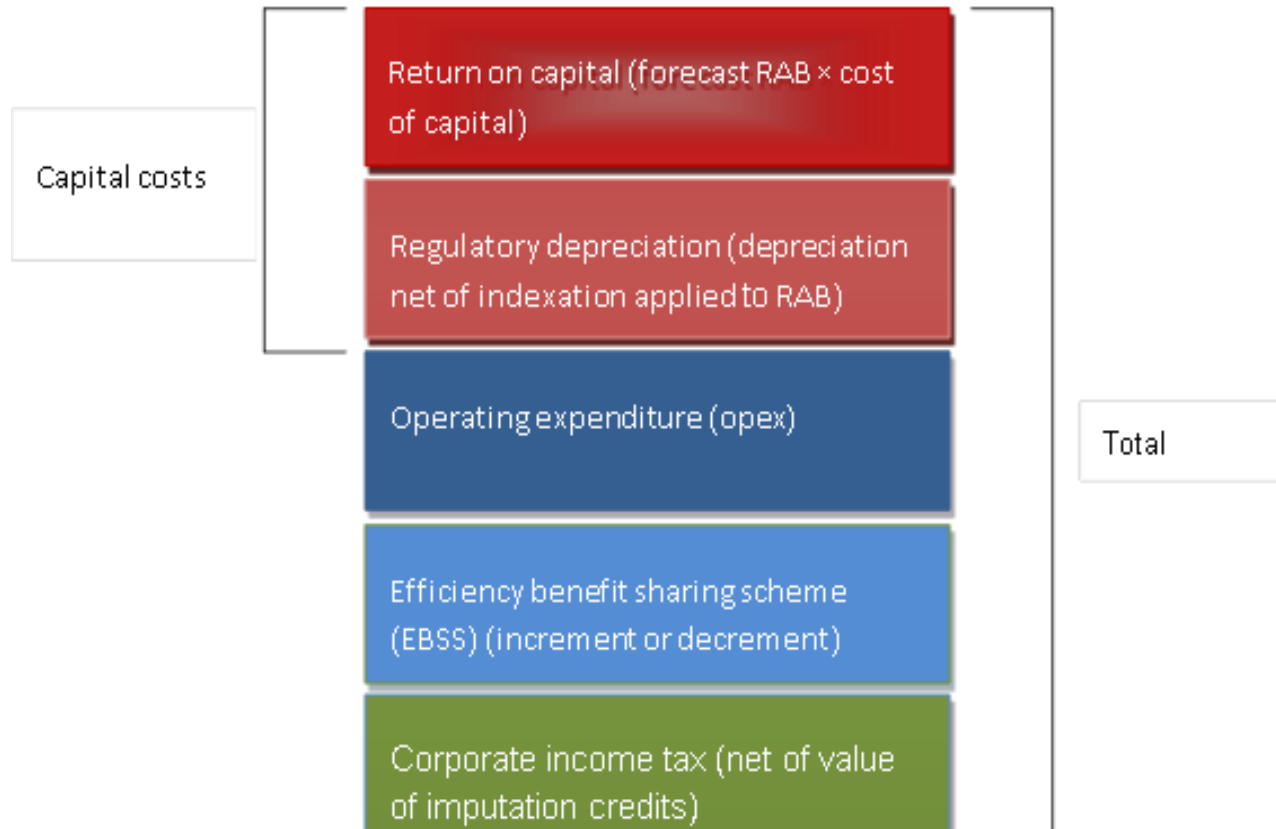 Return on capital (forecast RAB × cost
of capital)
Capital costs
Regulatory depreciation (depreciation
net of indexation applied to RAB)
Operating expenditure (opex)
Total
Efficiency benefit sharing scheme
(EBSS) (increment or decrement)
Corporate income tax (net of value
of imputation credits)